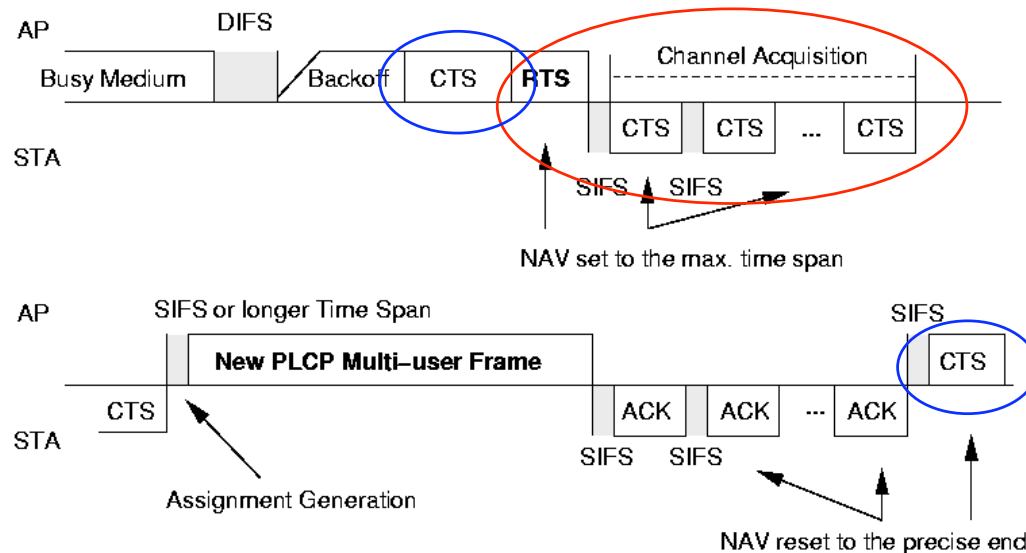 DIFS
AP
Busy Medium
Backoff
CTS
RTS
Channel Acquisition
CTS
CTS
...
CTS
STA
SIFS
SIFS
NAV set to the max. time span
AP
SIFS or longer Time Span
SIFS
New PLCP Multi-user Frame
CTS
CTS
ACK
ACK
...
ACK
STA
SIFS
SIFS
Assignment Generation
NAV reset to the precise end